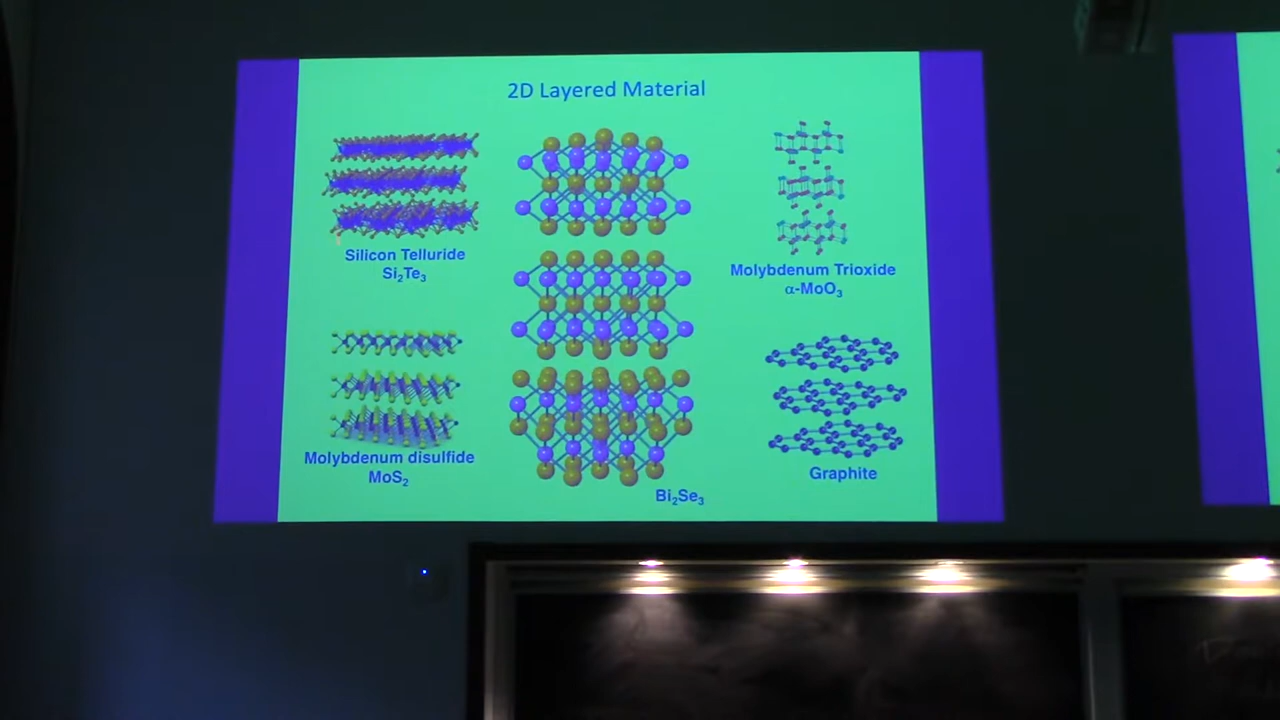 2D Layered Material
Silicon Telluride
Si₂Te₃
Molybdenum Trioxide
α-MoO₃
Molybdenum disulfide
MoS₂
Graphite
Bi₂Se₃